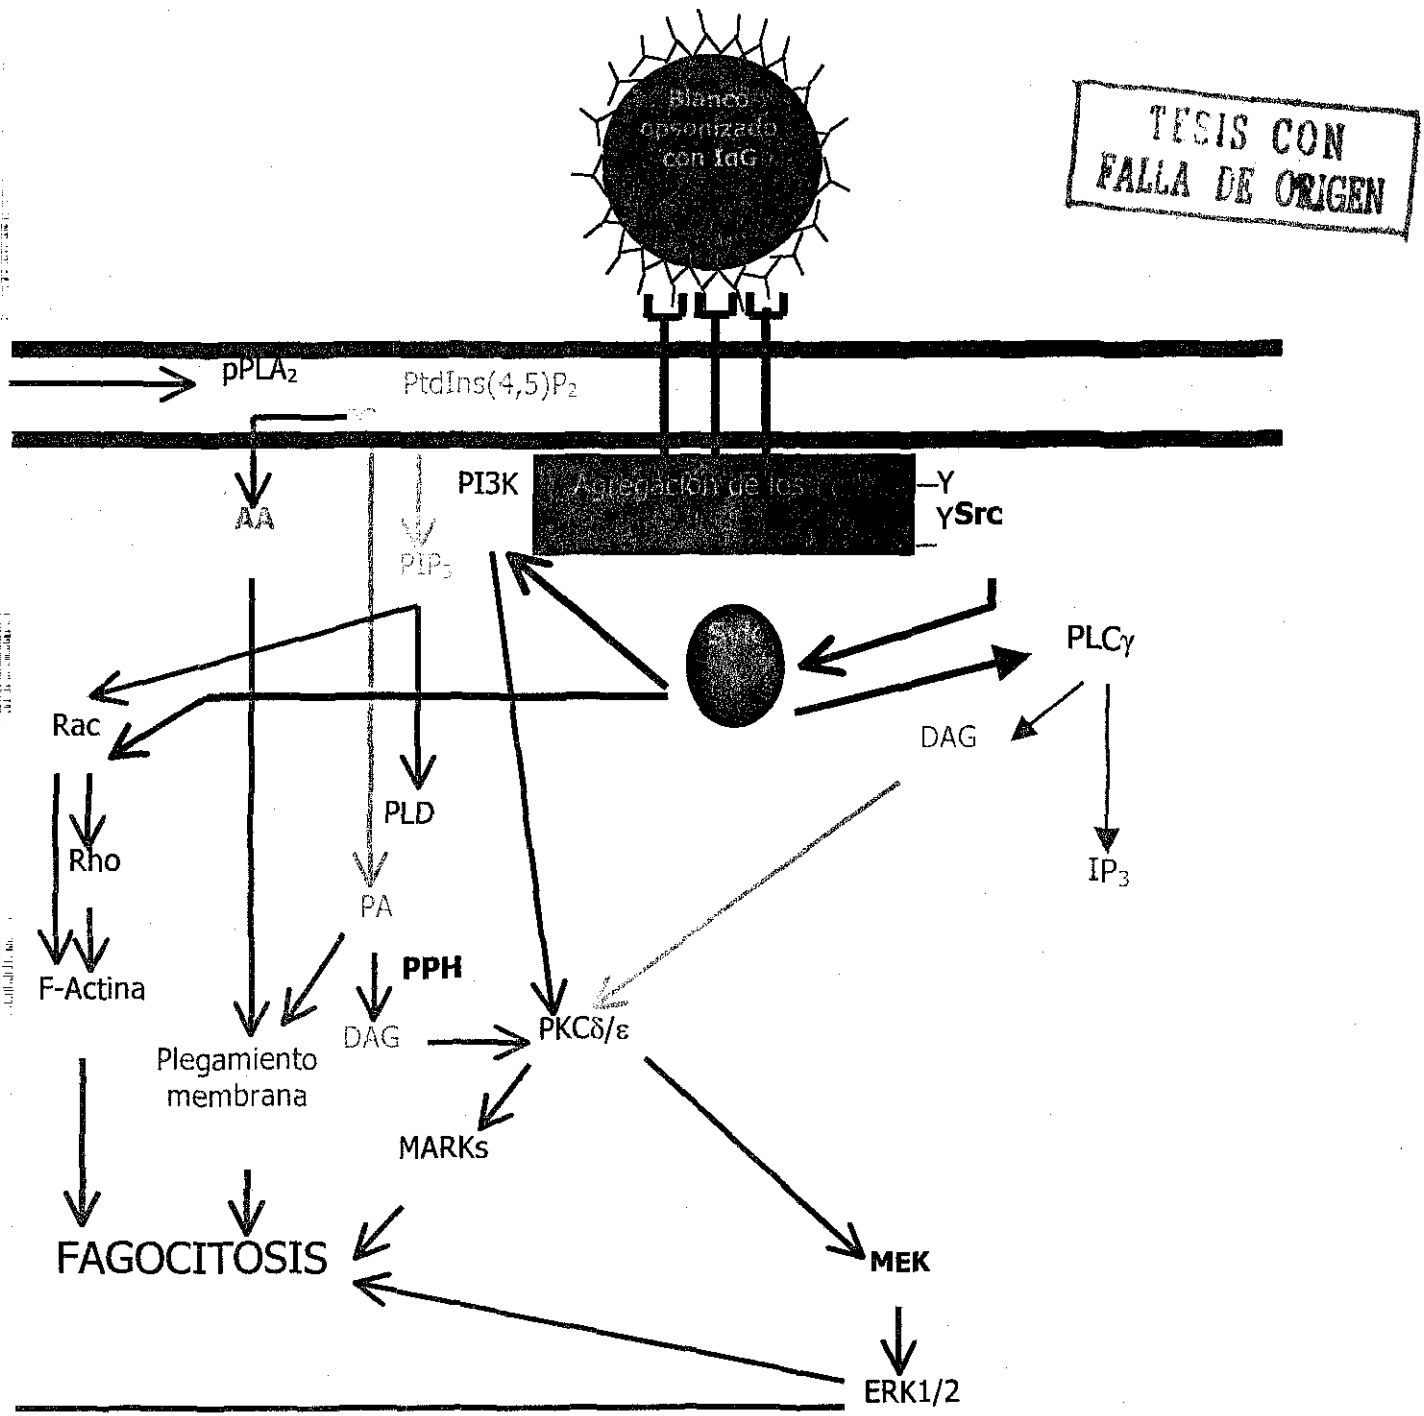 Blanco
opsonizado
con IgG
TESIS CON
FALLA DE ORIGEN
pPLA2
PtdIns(4,5)P2
PI3K
Agregación de los
Y
Y Src
AA
PIP3
PLCγ
Rac
DAG
PLD
Rho
IP3
PA
F-Actina
PPH
DAG
PKCδ/ε
Plegamiento
membrana
MARKs
FAGOCITOSIS
MEK
ERK1/2